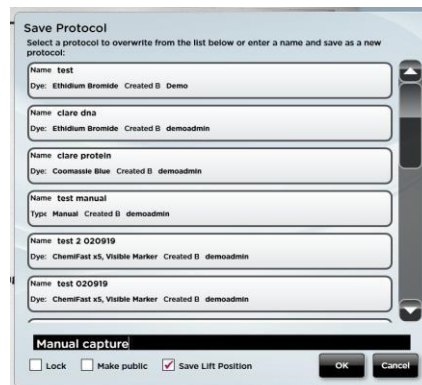 Save Protocol
Select a protocol to overwrite from the list below or enter a name and save as a new
protocol:
Name test
Dye: Ethidium Bromide Created B Demo
Name clare dna
Dye: Ethidium Bromide Created B demoadmin
Name clare protein
Dye: Coomassie Blue Created B demoadmin
Name test manual
Type Manual Created B demoadmin
Name test 2 020919
Dye: ChemiFast x5, Visible Marker Created B demoadmin
Name test 020919
Dye: ChemiFast x5, Visible Marker Created B demoadmin
Manual capture
Lock Make public Save Lift Position OK Cancel